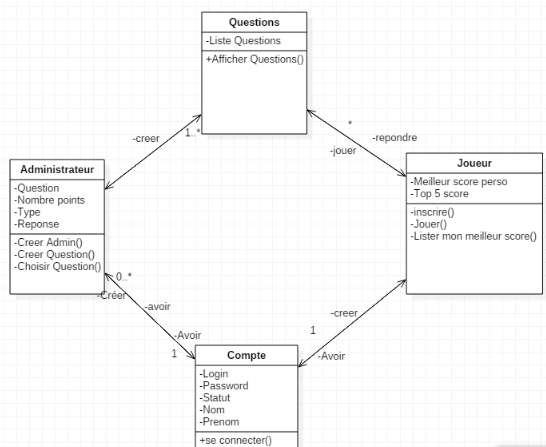 Questions
-Liste Questions
+Afficher Questions()
1..*
-creer
*
-repondre
-jouer
Administrateur
-Question
-Nombre points
-Type
-Reponse
-Creer Admin()
-Creer Question()
-Choisir Question()
Joueur
-Meilleur score perso
-Top 5 score
-inscrire()
-Jouer()
-Lister mon meilleur score()
0..*
-Créer
-avoir
-Avoir
1
-creer
1
-Avoir
Compte
-Login
-Password
-Statut
-Nom
-Prenom
+se connecter()